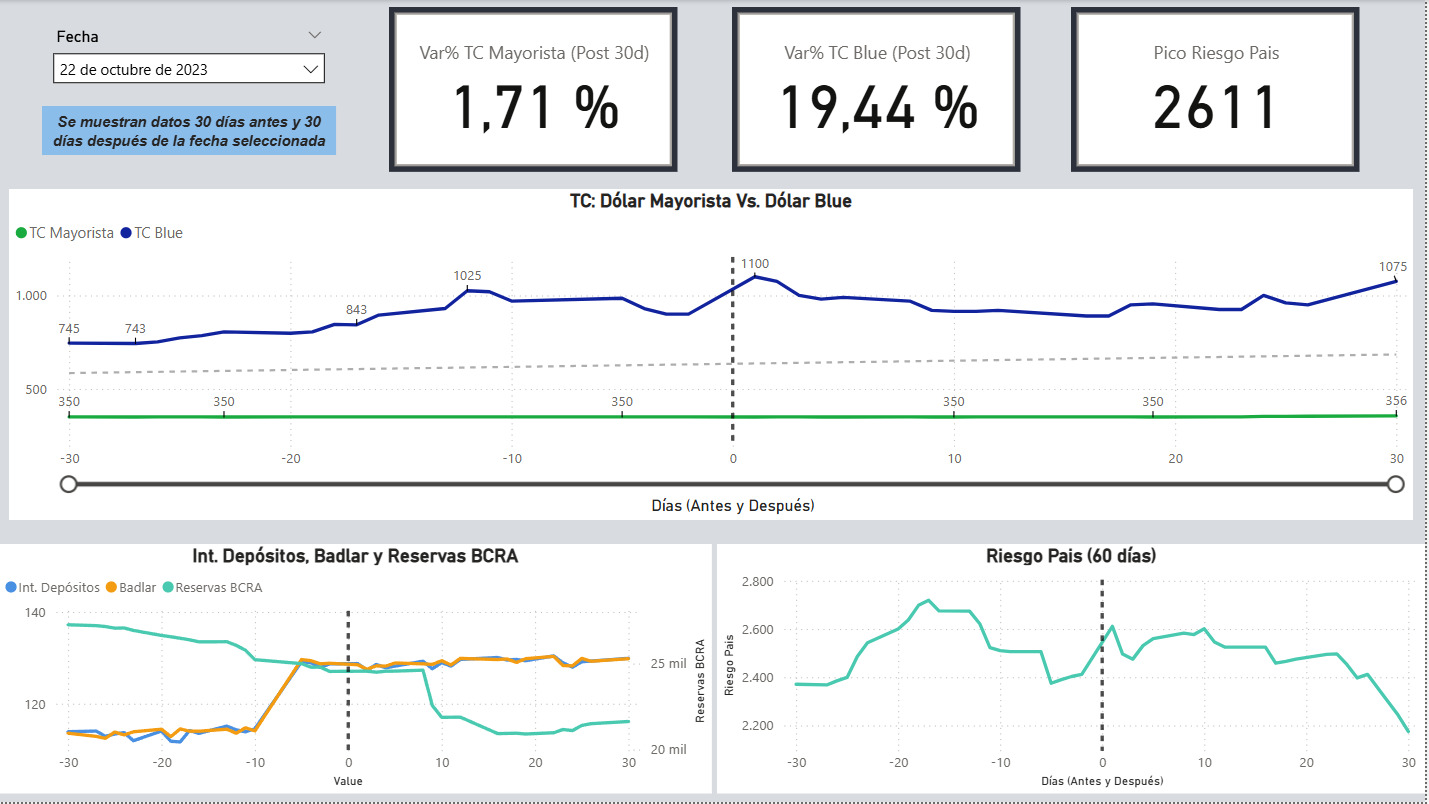 Fecha
22 de octubre de 2023
Se muestran datos 30 días antes y 30
días después de la fecha seleccionada
Var% TC Mayorista (Post 30d)
1,71 %
Var% TC Blue (Post 30d)
19,44 %
Pico Riesgo Pais
2611
TC: Dólar Mayorista Vs. Dólar Blue
TC Mayorista TC Blue
1.000
500
745
743
843
1025
1100
1075
350
350
350
350
350
356
-30 -20 -10 0 10 20 30
Días (Antes y Después)
Int. Depósitos, Badlar y Reservas BCRA
Int. Depósitos Badlar Reservas BCRA
140
120
25 mil
20 mil
Reservas BCRA
-30 -20 -10 0 10 20 30
Value
Riesgo Pais (60 días)
Riesgo Pais
2.800
2.600
2.400
2.200
-30 -20 -10 0 10 20 30
Días (Antes y Después)